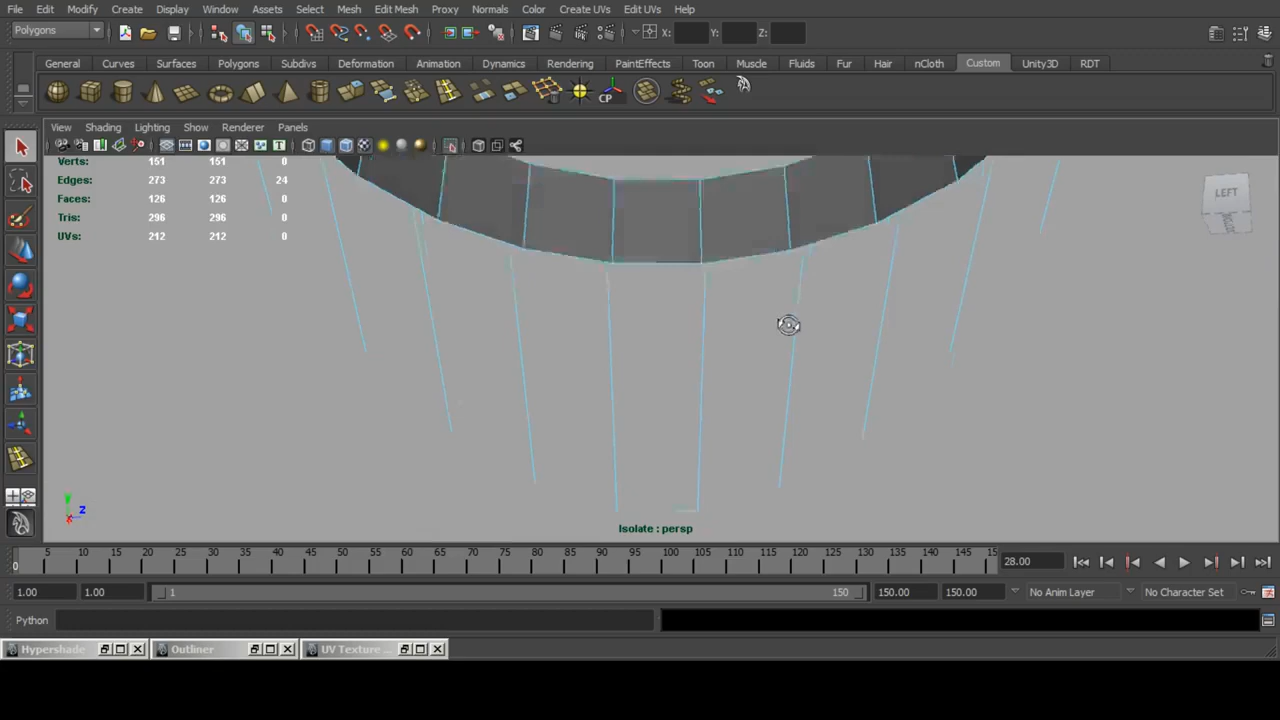 File Edit Modify Create Display Window Assets Select Mesh Edit Mesh Proxy Normals Color Create UVs Edit UVs Help
Polygons X: Y: Z:
General Curves Surfaces Polygons Subdivs Deformation Animation Dynamics Rendering PaintEffects Toon Muscle Fluids Fur Hair nCloth Custom Unity3D RDT
CP
View Shading Lighting Show Renderer Panels
Verts: 151 151 0
Edges: 273 273 24
Faces: 126 126 0
Tris: 296 296 0
UVs: 212 212 0
LEFT
Z
Isolate : persp
0 5 10 15 20 25 30 35 40 45 50 55 60 65 70 75 80 85 90 95 100 105 110 115 120 125 130 135 140 145 15 28.00
1.00 1.00 1 150 150.00 150.00 No Anim Layer No Character Set
Python
Hypershade Outliner UV Texture ...